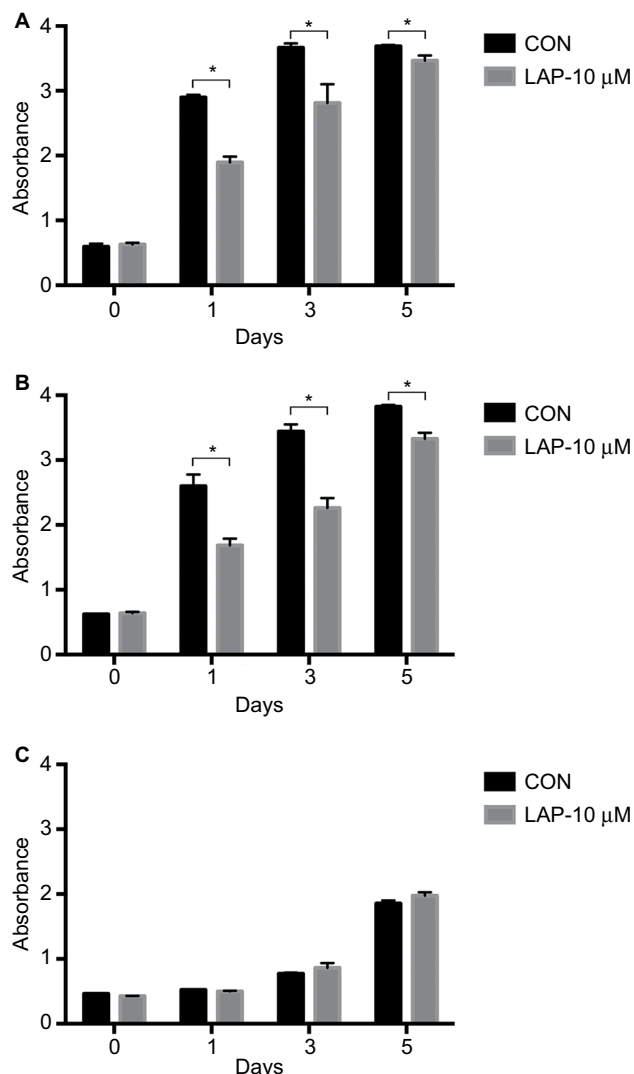 A
4
3
2
1
0
Absorbance
*
*
*
0 1 3 5
Days
CON
LAP-10 μM
B
4
3
2
1
0
Absorbance
*
*
*
0 1 3 5
Days
CON
LAP-10 μM
C
4
3
2
1
0
Absorbance
0 1 3 5
Days
CON
LAP-10 μM